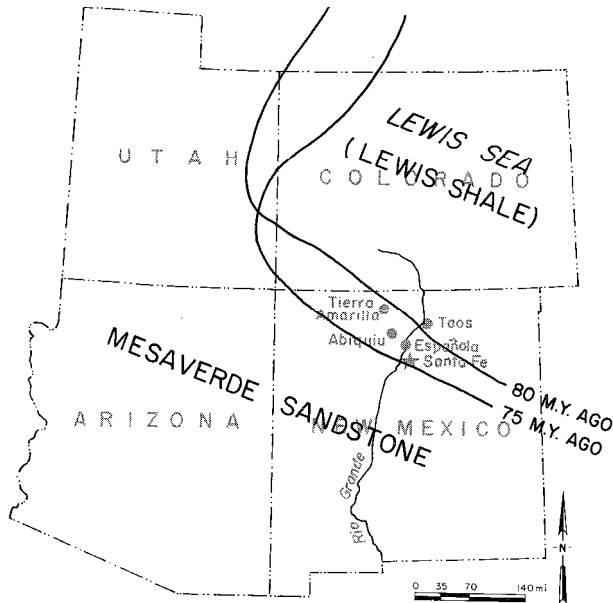 LEWIS SEA
(LEWIS SHALE)
UTAH
COLORADO
Tierra
Amarilla
Taos
Abiquiu
Española
Santa Fe
MESAVERDE SANDSTONE
80 M.Y. AGO
75 M.Y. AGO
ARIZONA
NEW MEXICO
Rio Grande
N
0 35 70 140 mi